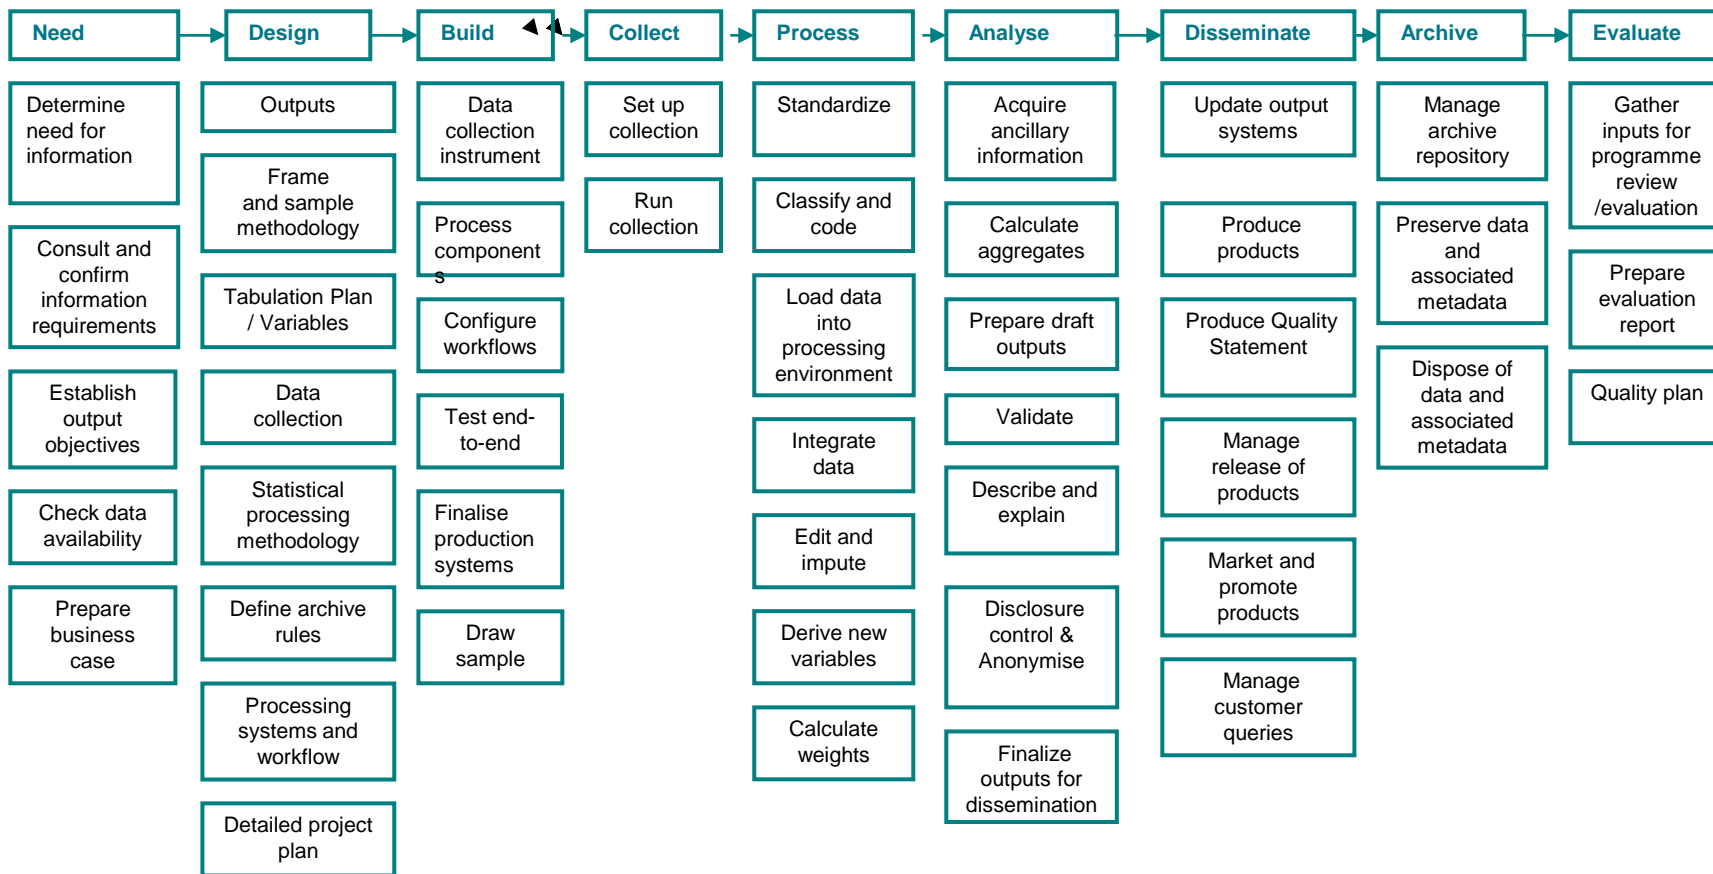 Need
Design
Build
Collect
Process
Analyse
Disseminate
Archive
Evaluate
Determine
need for
information
Consult and
confirm
information
requirements
Establish
output
objectives
Check data
availability
Prepare
business
case
Outputs
Frame
and sample
methodology
Tabulation Plan
/ Variables
Data
collection
Statistical
processing
methodology
Define archive
rules
Processing
systems and
workflow
Detailed project
plan
Data
collection
instrument
Process
component
s
Configure
workflows
Test end-
to-end
Finalise
production
systems
Draw
sample
Set up
collection
Run
collection
Standardize
Classify and
code
Load data
into
processing
environment
Integrate
data
Edit and
impute
Derive new
variables
Calculate
weights
Acquire
ancillary
information
Calculate
aggregates
Prepare draft
outputs
Validate
Describe and
explain
Disclosure
control &
Anonymise
Finalize
outputs for
dissemination
Update output
systems
Produce
products
Produce Quality
Statement
Manage
release of
products
Market and
promote
products
Manage
customer
queries
Manage
archive
repository
Preserve data
and
associated
metadata
Dispose of
data and
associated
metadata
Gather
inputs for
programme
review
/evaluation
Prepare
evaluation
report
Quality plan